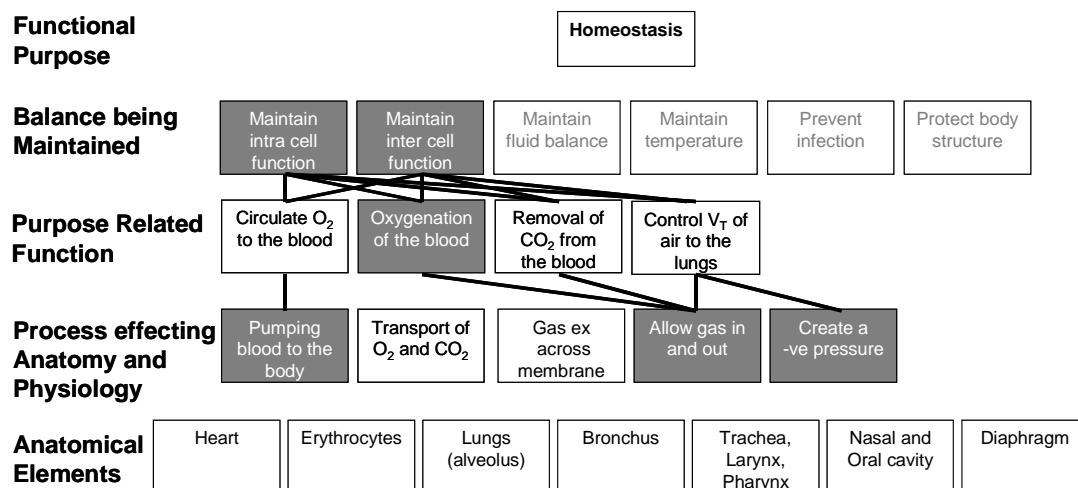 Functional
Purpose
Homeostasis
Balance being
Maintained
Maintain
intra cell
function
Maintain
inter cell
function
Maintain
fluid balance
Maintain
temperature
Prevent
infection
Protect body
structure
Purpose Related
Function
Circulate O₂
to the blood
Oxygenation
of the blood
Removal of
CO₂ from
the blood
Control V_T of
air to the
lungs
Process effecting
Anatomy and
Physiology
Pumping
blood to the
body
Transport of
O₂ and CO₂
Gas ex
across
membrane
Allow gas in
and out
Create a
-ve pressure
Anatomical
Elements
Heart
Erythrocytes
Lungs
(alveolus)
Bronchus
Trachea,
Larynx,
Pharynx
Nasal and
Oral cavity
Diaphragm